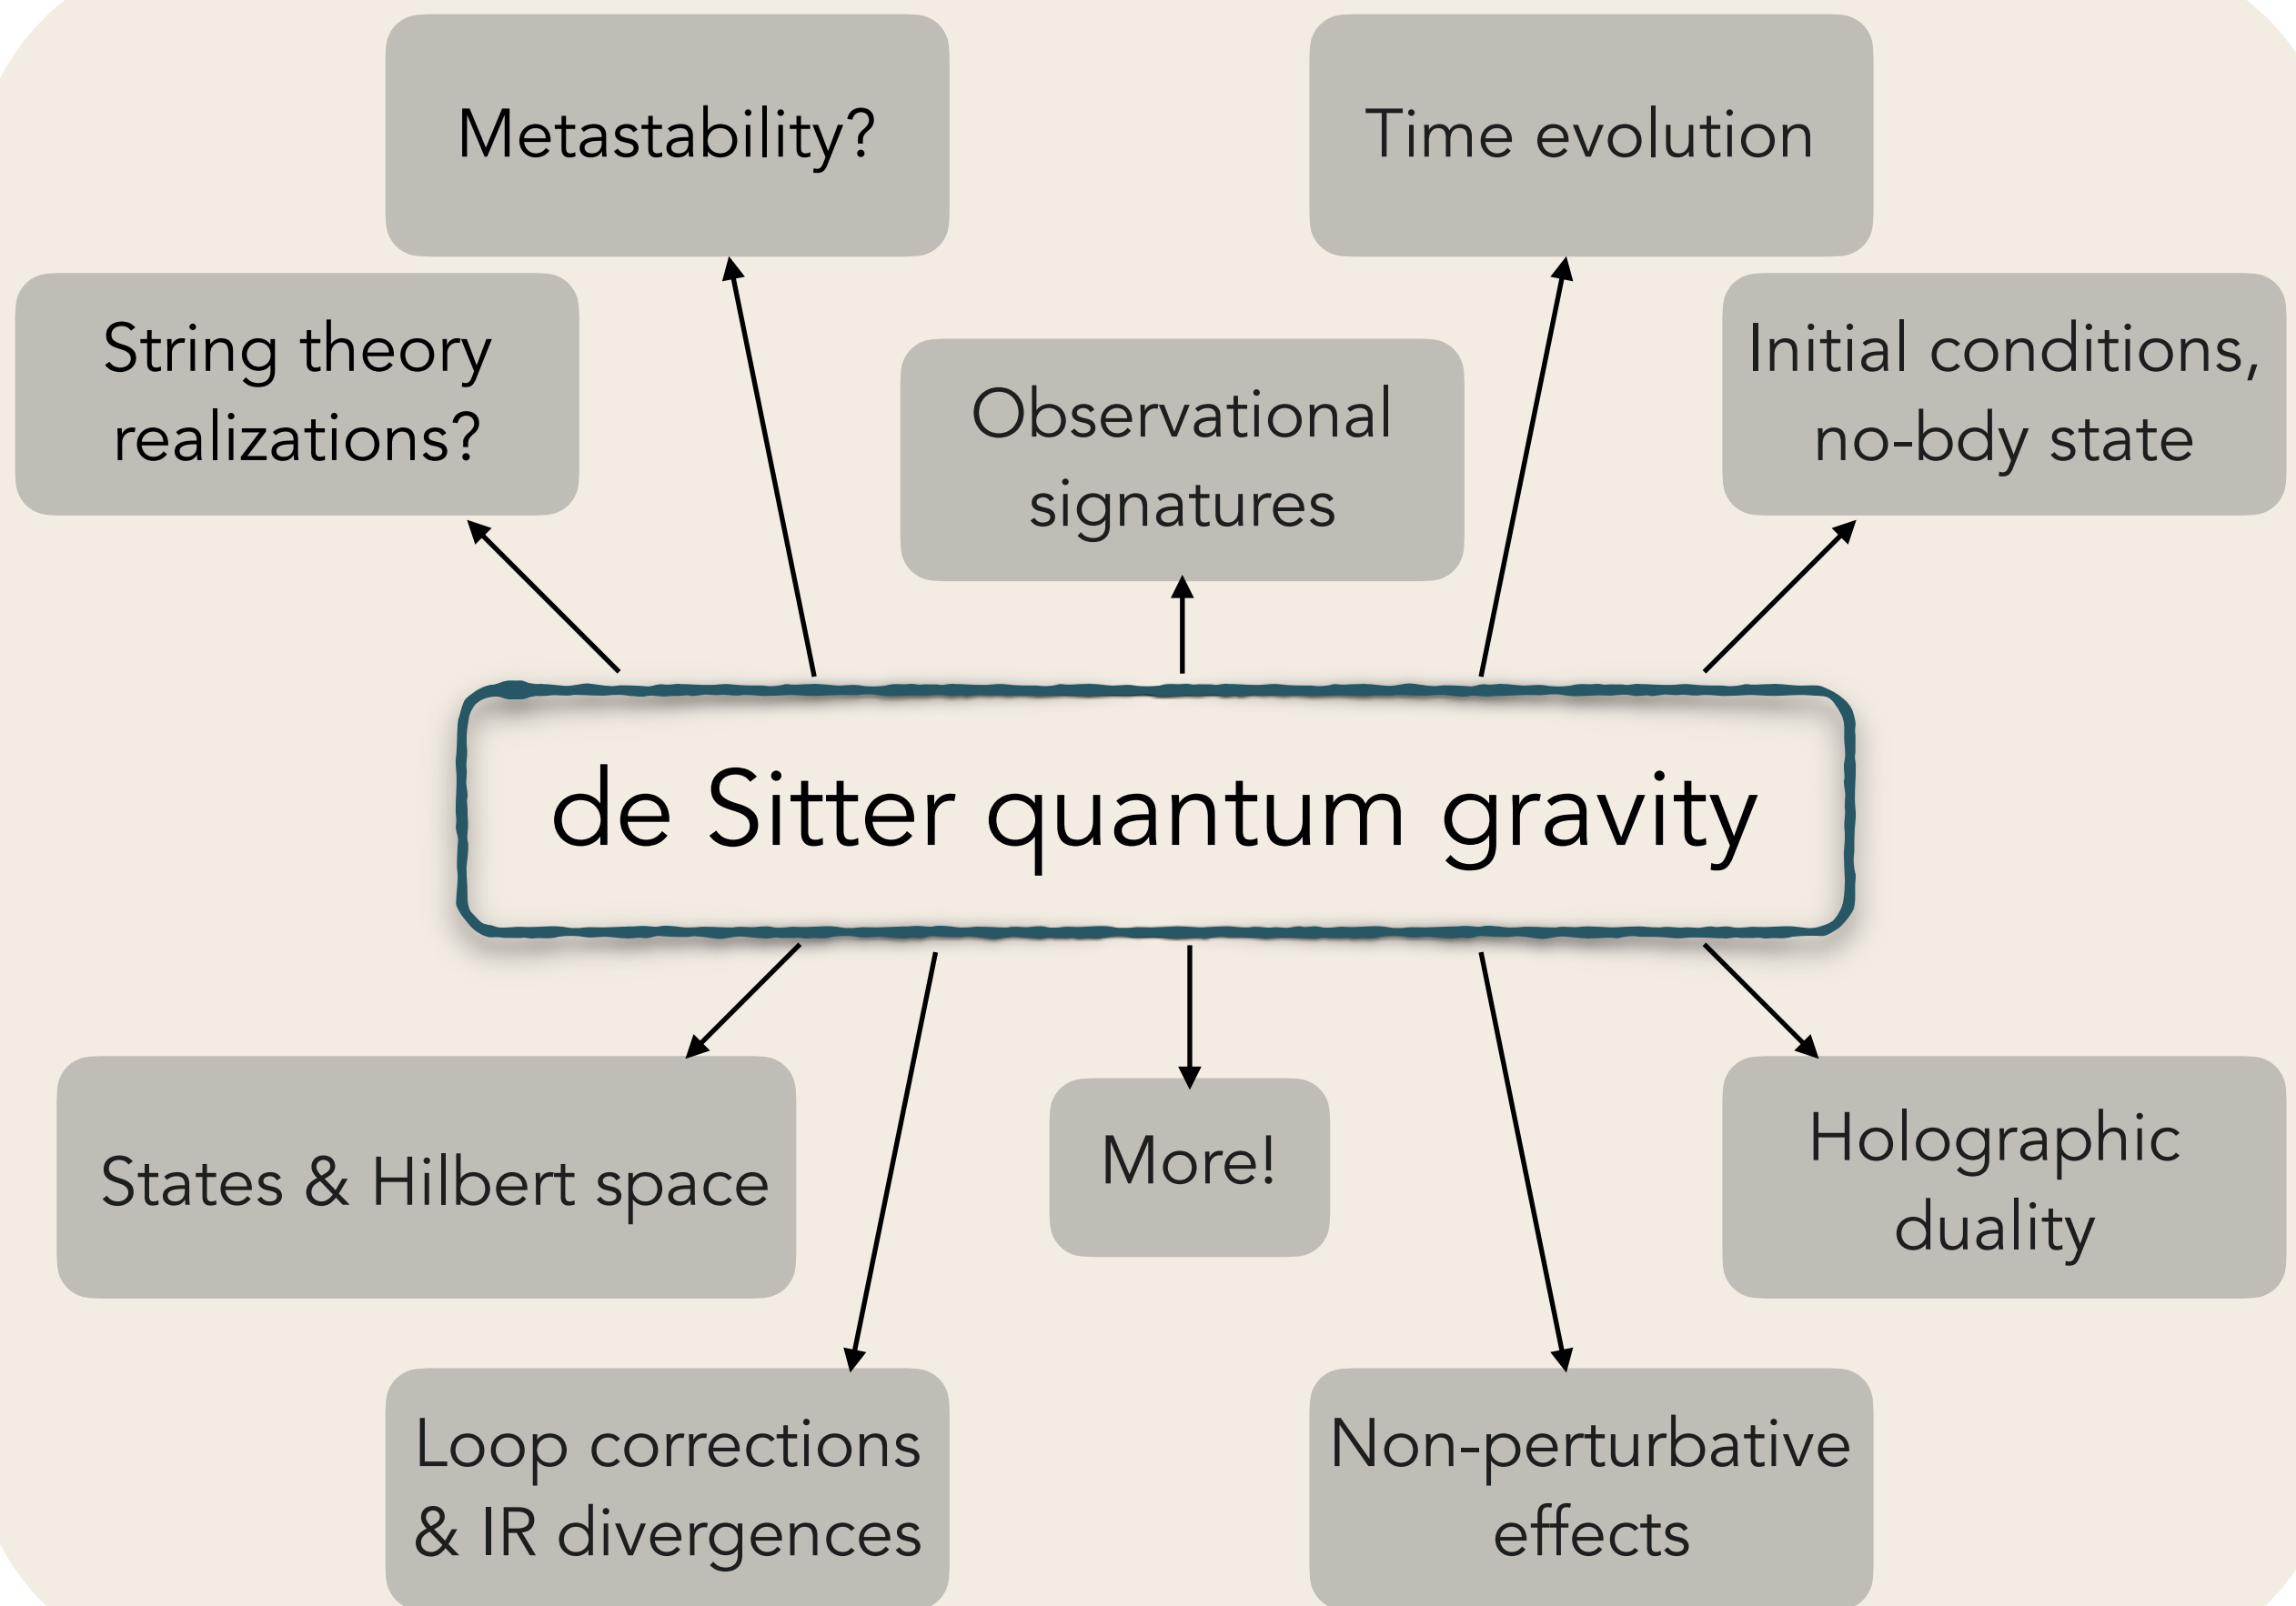 Metastability?
Time evolution
String theory
realizations?
Observational
signatures
Initial conditions,
no-bdy state
de Sitter quantum gravity
States & Hilbert space
More!
Holographic
duality
Loop corrections
& IR divergences
Non-perturbative
effects